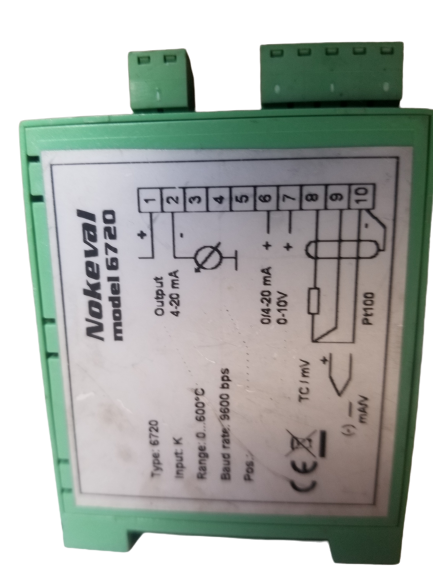 Nokeval
model 6720
Output
4-20 mA
0/4-20 mA
0-10V
Pt100
+
-
+
+
-
1
2
3
4
5
6
7
8
9
10
Type: 6720
Input: K
Range: 0...600°C
Baud rate: 9600 bps
Pos.:
CE
TC / mV
+
(-)
mA/V